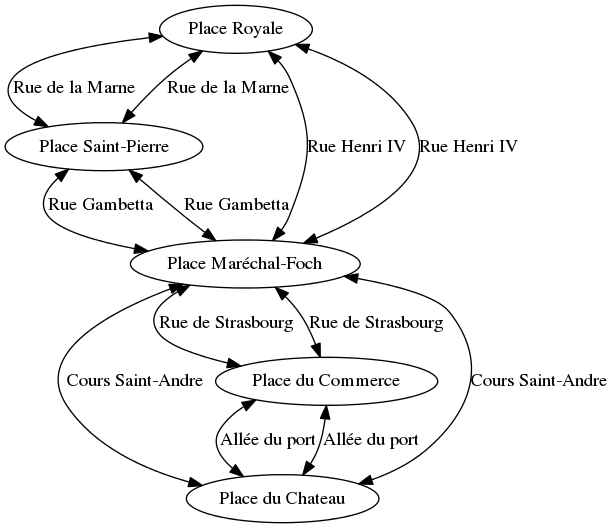 Place Royale
Rue de la Marne
Rue de la Marne
Place Saint-Pierre
Rue Henri IV
Rue Henri IV
Rue Gambetta
Rue Gambetta
Place Maréchal-Foch
Rue de Strasbourg
Rue de Strasbourg
Cours Saint-Andre
Place du Commerce
Cours Saint-Andre
Allée du port
Allée du port
Place du Chateau